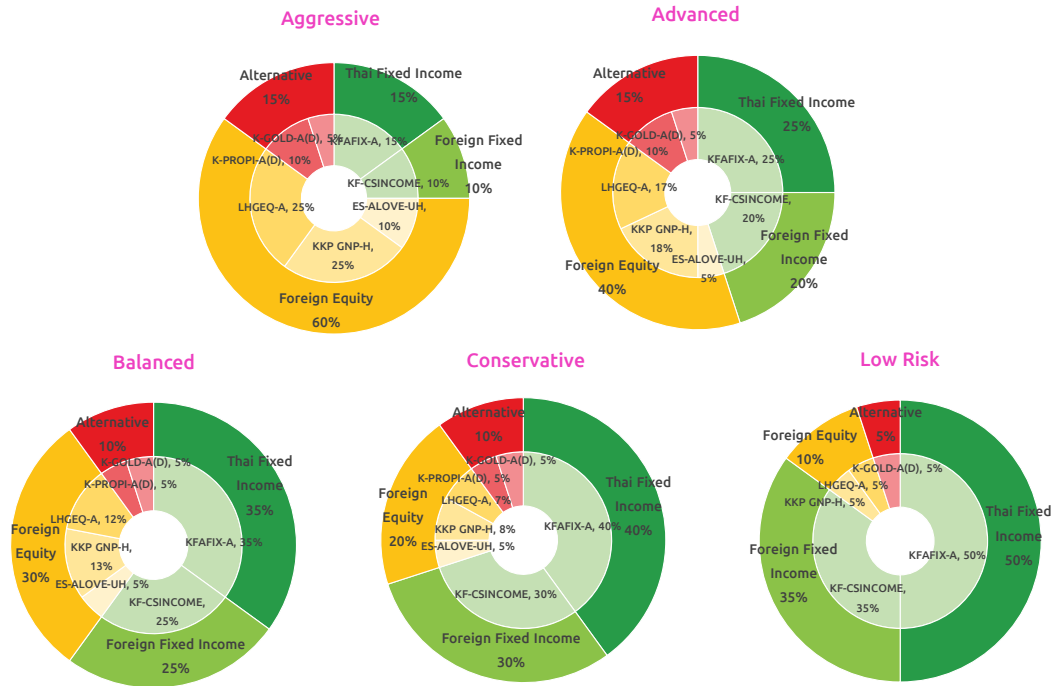 Aggressive
Alternative
15%
Thai Fixed Income
15%
Foreign Fixed
Income
10%
K-GOLD-A(D), 5%
KFAFIX-A, 15%
K-PROPI-A(D),
10%
KF-CSINCOME, 10%
LHGEQ-A, 25%
ES-ALOVE-UH,
10%
KKP GNP-H,
25%
Foreign Equity
60%
Advanced
Alternative
15%
Thai Fixed Income
25%
K-GOLD-A(D), 5%
K-PROPI-A(D),
10%
KFAFIX-A, 25%
LHGEQ-A, 17%
KF-CSINCOME,
20%
KKP GNP-H,
18%
ES-ALOVE-UH,
5%
Foreign Fixed
Income
20%
Foreign Equity
40%
Balanced
Alternative
10%
Thai Fixed
Income
35%
K-GOLD-A(D), 5%
K-PROPI-A(D), 5%
LHGEQ-A, 12%
KFAFIX-A, 35%
KKP GNP-H,
13%
ES-ALOVE-UH, 5%
KF-CSINCOME,
25%
Foreign
Equity
30%
Foreign Fixed Income
25%
Conservative
Alternative
10%
Thai Fixed
Income
40%
K-GOLD-A(D), 5%
K-PROPI-A(D), 5%
LHGEQ-A, 7%
KFAFIX-A, 40%
KKP GNP-H, 8%
ES-ALOVE-UH, 5%
KF-CSINCOME, 30%
Foreign
Equity
20%
Foreign Fixed Income
30%
Low Risk
Alternative
5%
Foreign Equity
10%
Thai Fixed
Income
50%
K-GOLD-A(D), 5%
LHGEQ-A, 5%
KKP GNP-H, 5%
KFAFIX-A, 50%
KF-CSINCOME,
35%
Foreign Fixed
Income
35%